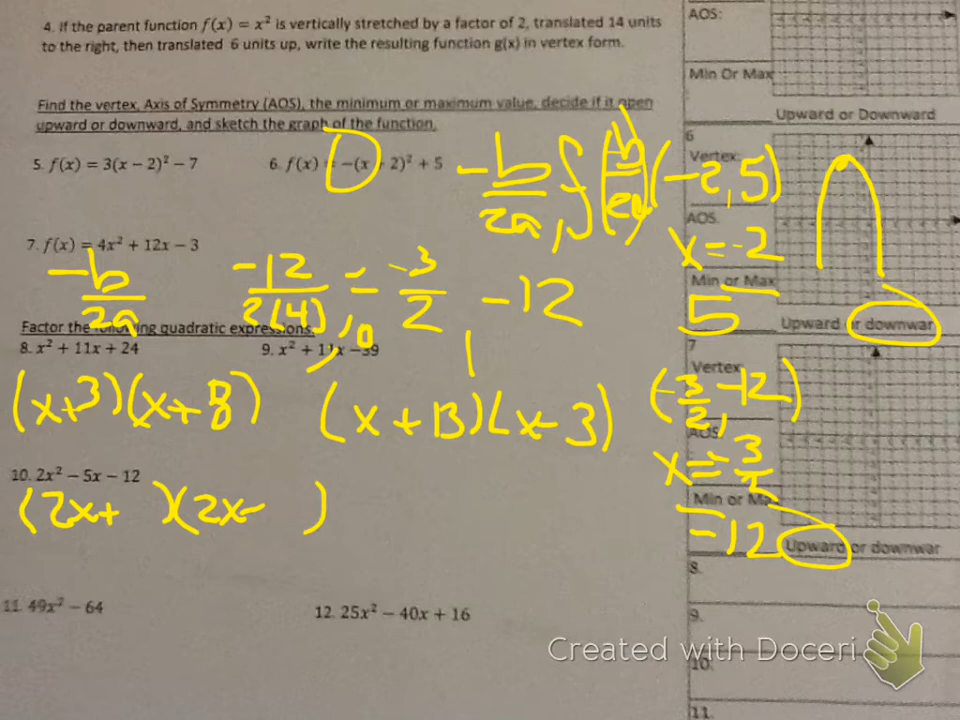 4. If the parent function f(x) = x² is vertically stretched by a factor of 2, translated 14 units
to the right, then translated 6 units up, write the resulting function g(x) in vertex form.
Find the vertex, Axis of Symmetry (AOS), the minimum or maximum value, decide if it open
upward or downward, and sketch the graph of the function.
5. f(x) = 3(x − 2)² − 7
6. f(x) = −(x + 2)² + 5
-b/2a, f(-b/2a)
7. f(x) = 4x² + 12x − 3
-b/2a
-12/2(4) = -3/2, -12
Factor the following quadratic expressions.
8. x² + 11x + 24
9. x² + 11x − 39
(x+3)(x+8)
(x+13)(x-3)
10. 2x² − 5x − 12
(2x+ )(2x- )
11. 49x² − 64
12. 25x² − 40x + 16
AOS:
Min Or Max
Upward or Downward
6
Vertex:
(-2,5)
AOS:
x=-2
Min or Max
5
Upward or downwar
7
Vertex
(-3/2, -12)
AOS:
x=-3/2
Min or Ma
-12
Upward or downwar
8.
9.
10.
11.
Created with Doceri